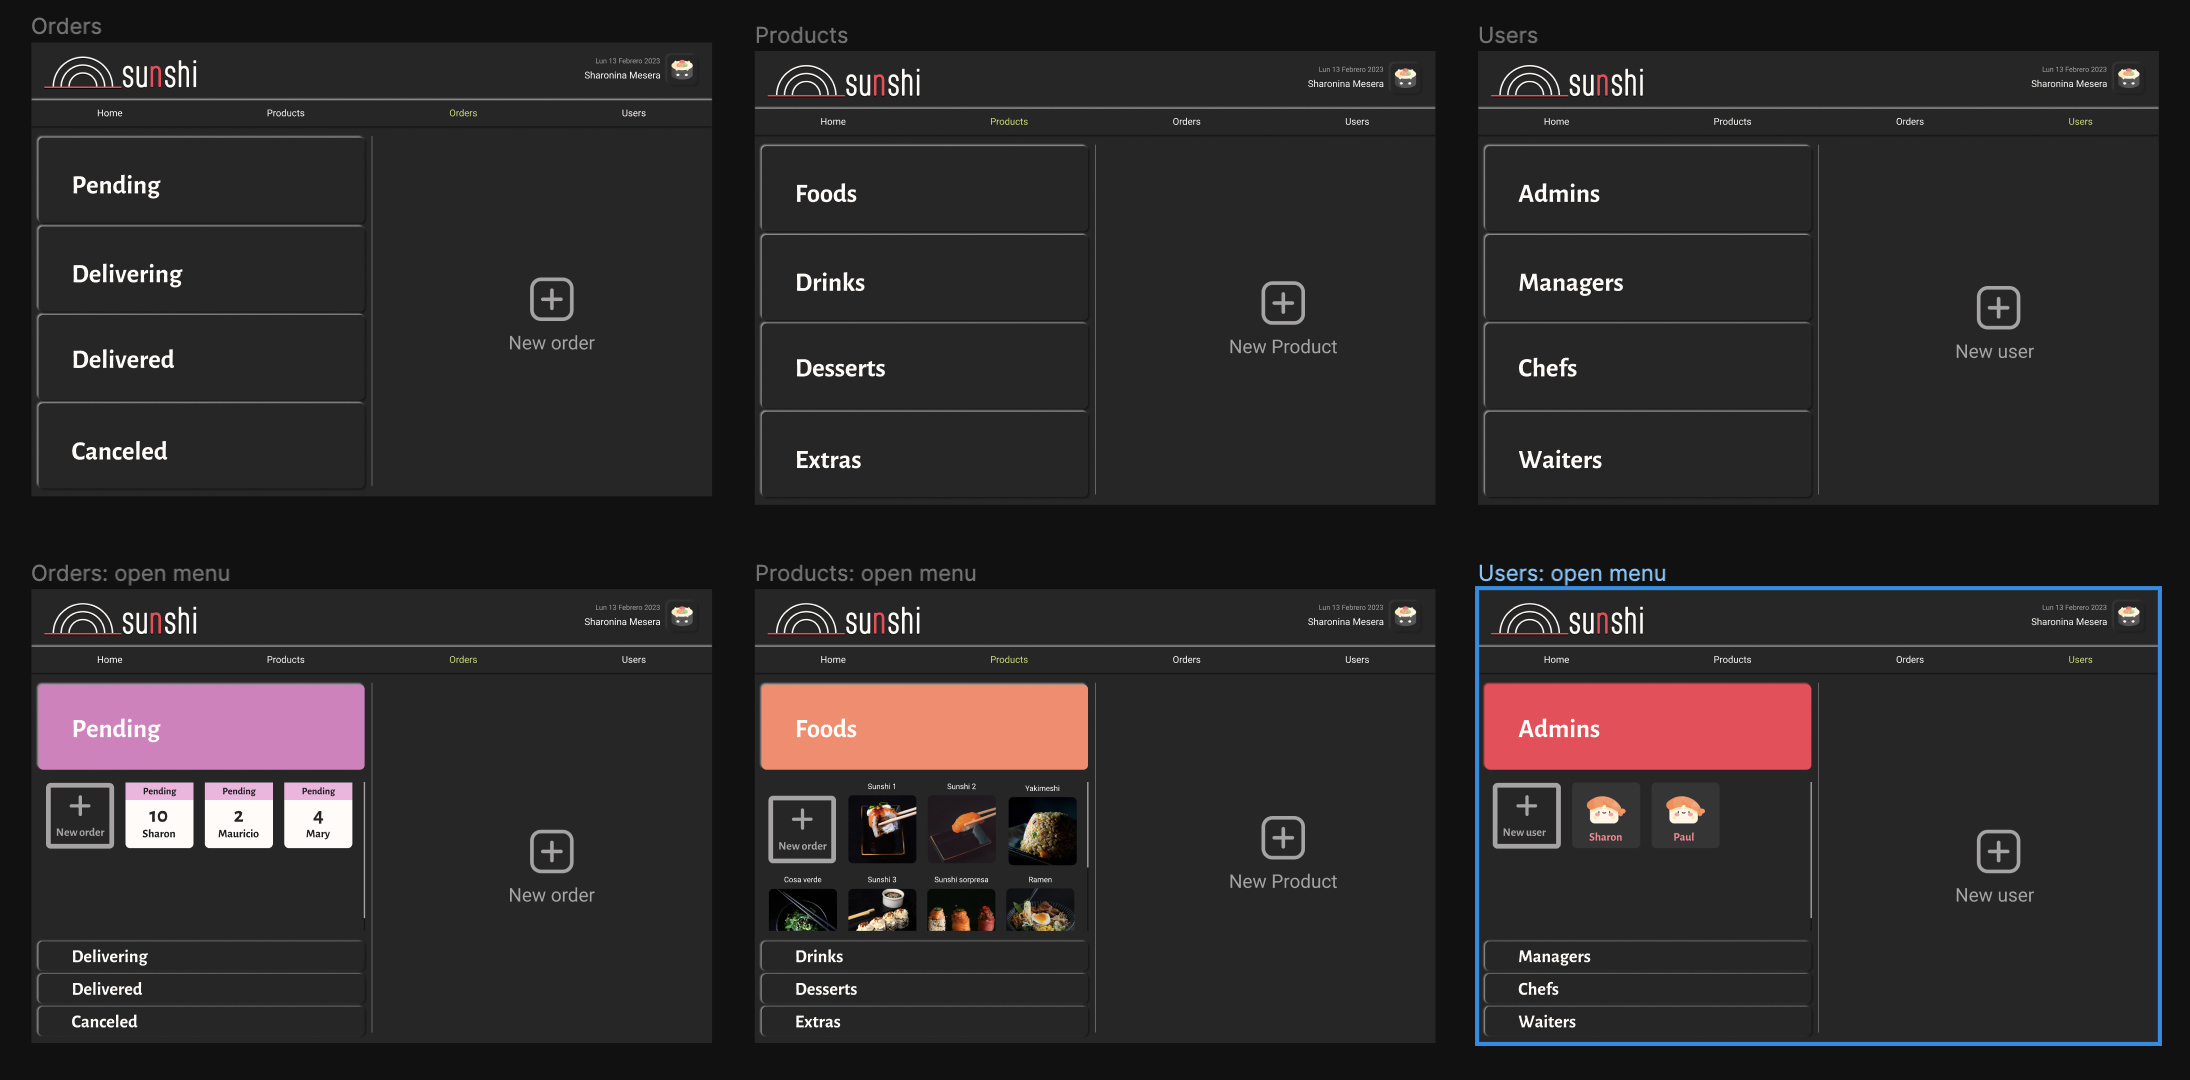 Orders
sunshi
Lun 13 Febrero 2023
Sharonina Mesera
Home Products Orders Users
Pending
Delivering
Delivered
Canceled
New order
Products
sunshi
Lun 13 Febrero 2023
Sharonina Mesera
Home Products Orders Users
Foods
Drinks
Desserts
Extras
New Product
Users
sunshi
Lun 13 Febrero 2023
Sharonina Mesera
Home Products Orders Users
Admins
Managers
Chefs
Waiters
New user
Orders: open menu
sunshi
Lun 13 Febrero 2023
Sharonina Mesera
Home Products Orders Users
Pending
New order
Pending
10
Sharon
Pending
2
Mauricio
Pending
4
Mary
Delivering
Delivered
Canceled
New order
Products: open menu
sunshi
Lun 13 Febrero 2023
Sharonina Mesera
Home Products Orders Users
Foods
New order
Sunshi 1
Sunshi 2
Yakimeshi
Cosa verde
Sunshi 3
Sunshi sorpresa
Ramen
Drinks
Desserts
Extras
New Product
Users: open menu
sunshi
Lun 13 Febrero 2023
Sharonina Mesera
Home Products Orders Users
Admins
New user
Sharon
Paul
Managers
Chefs
Waiters
New user